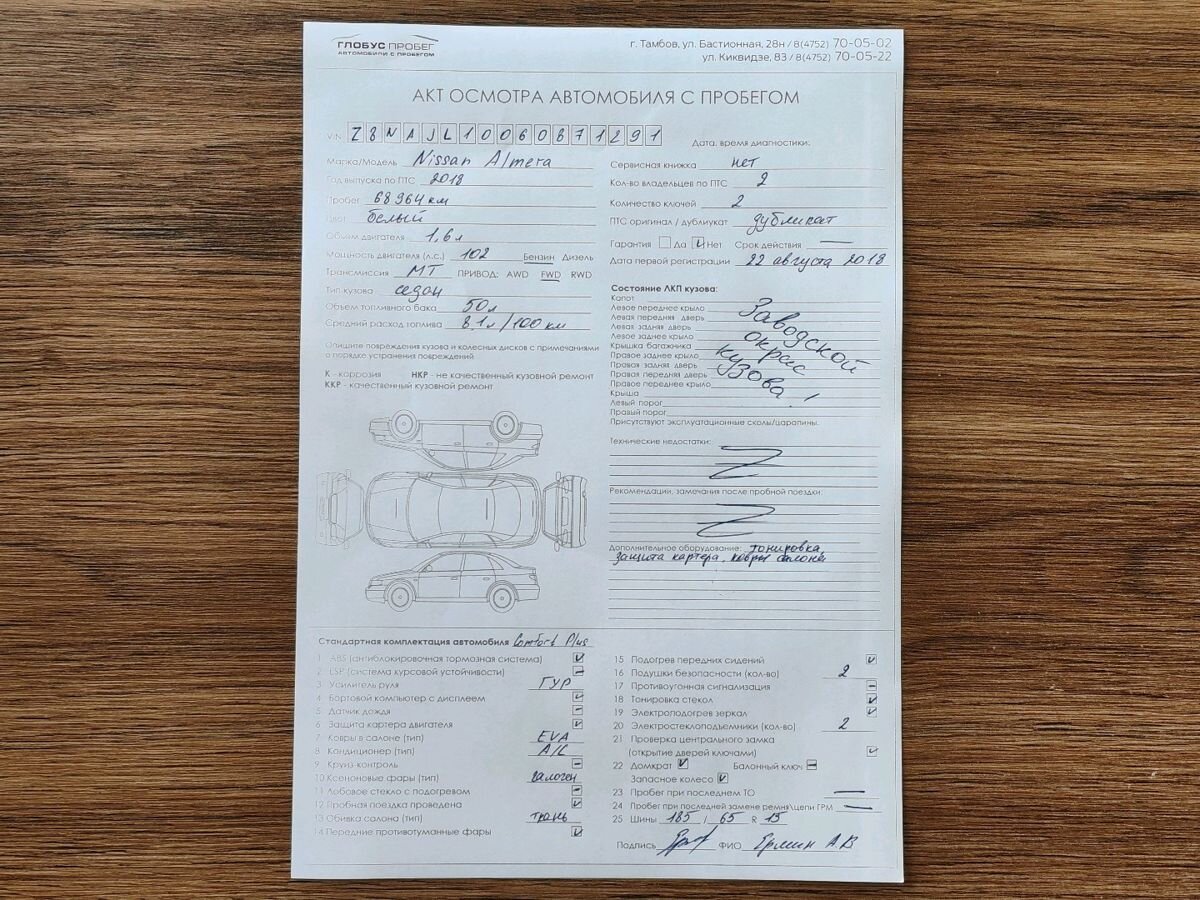 ГЛОБУС ПРОБЕГ
АВТОМОБИЛИ С ПРОБЕГОМ
г. Тамбов, ул. Бастионная, 28н / 8(4752) 70-05-02
ул. Киквидзе, 83 / 8(4752) 70-05-22
АКТ ОСМОТРА АВТОМОБИЛЯ С ПРОБЕГОМ
VIN Z8NAJL10060871291
Дата, время диагностики:
Марка/Модель Nissan Almera
Год выпуска по ПТС 2018
Пробег 68964 км
Цвет белый
Объем двигателя 1,6 л
Мощность двигателя (л.с.) 102 Бензин Дизель
Трансмиссия МТ ПРИВОД: AWD FWD RWD
Тип кузова седан
Объем топливного бака 50 л
Средний расход топлива 8.1 л/100 км
Сервисная книжка нет
Кол-во владельцев по ПТС 2
Количество ключей 2
ПТС оригинал / дубликат дубликат
Гарантия Да Нет Срок действия —
Дата первой регистрации 22 августа 2018
Опишите повреждения кузова и колесных дисков с примечаниями
о порядке устранения повреждений
К - коррозия НКР - не качественный кузовной ремонт
ККР - качественный кузовной ремонт
Состояние ЛКП кузова:
Капот
Левое переднее крыло
Левая передняя дверь
Левая задняя дверь
Левое заднее крыло
Крышка багажника
Правое заднее крыло
Правая задняя дверь
Правая передняя дверь
Правое переднее крыло
Крыша
Левый порог
Правый порог
Заводской
окрас
кузова!
Присутствуют эксплуатационные сколы/царапины.
Технические недостатки:
Рекомендации, замечания после пробной поездки:
Дополнительное оборудование: тонировка,
защита картера, ковры салона
Стандартная комплектация автомобиля Comfort Plus
1 ABS (антиблокировочная тормозная система)
2 ESP (система курсовой устойчивости)
3 Усилитель руля ГУР
4 Бортовой компьютер с дисплеем
5 Датчик дождя
6 Защита картера двигателя
7 Ковры в салоне (тип) EVA
8 Кондиционер (тип) A/C
9 Круиз-контроль
10 Ксеноновые фары (тип) галоген
11 Лобовое стекло с подогревом
12 Пробная поездка проведена
13 Обивка салона (тип) ткань
14 Передние противотуманные фары
15 Подогрев передних сидений
16 Подушки безопасности (кол-во) 2
17 Противоугонная сигнализация
18 Тонировка стекол
19 Электроподогрев зеркал
20 Электростеклоподъемники (кол-во) 2
21 Проверка центрального замка
(открытие дверей ключами)
22 Домкрат Балонный ключ
Запасное колесо
23 Пробег при последнем ТО —
24 Пробег при последней замене ремня\цепи ГРМ —
25 Шины 185 / 65 R 15
Подпись ФИО Ермин А.В